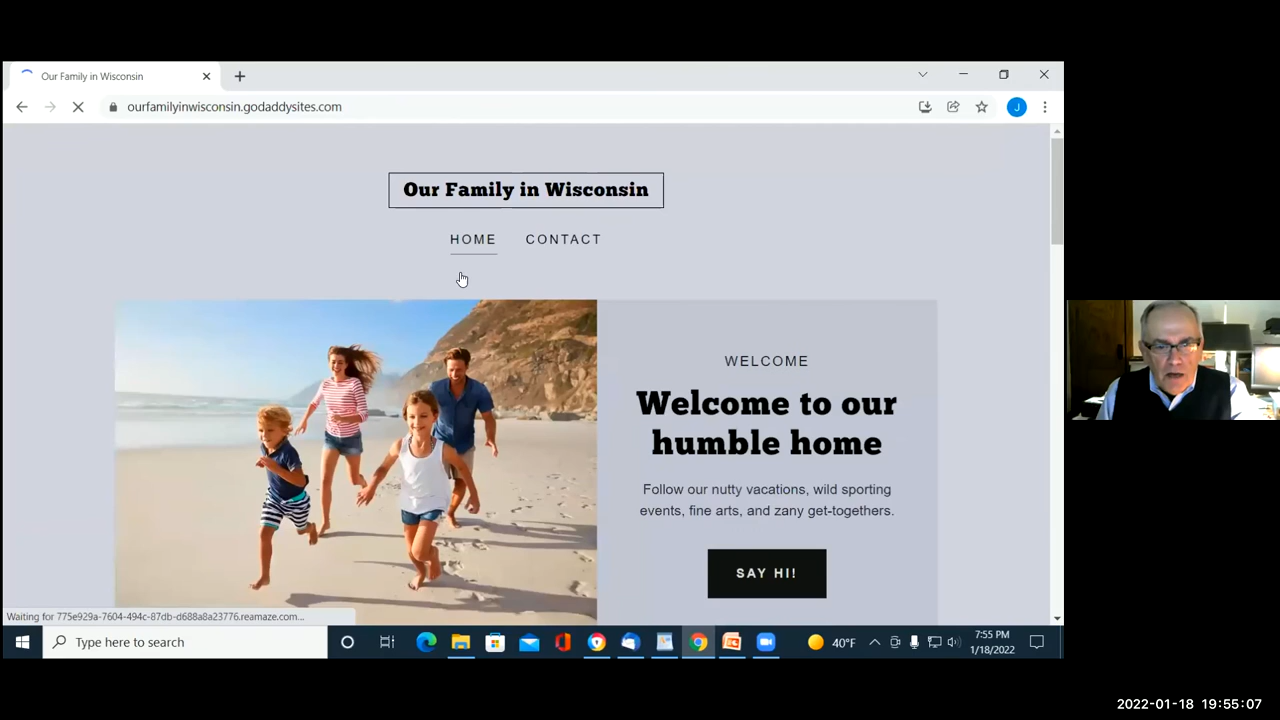 Our Family in Wisconsin
ourfamilyinwisconsin.godaddysites.com
J
Our Family in Wisconsin
HOME CONTACT
WELCOME
Welcome to our
humble home
Follow our nutty vacations, wild sporting
events, fine arts, and zany get-togethers.
SAY HI!
Waiting for 775e929a-7604-494c-87db-d688a8a23776.reamaze.com...
Type here to search
40°F
7:55 PM
1/18/2022
2022-01-18 19:55:07